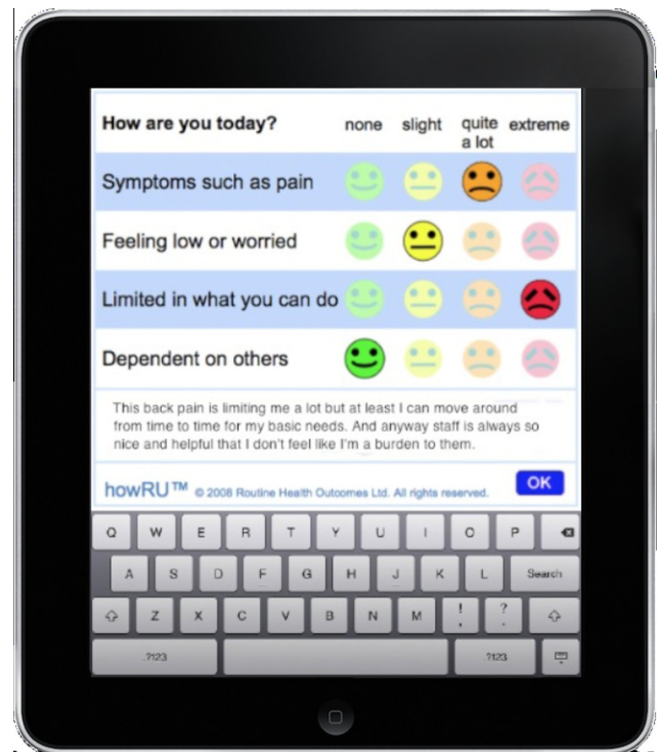 How are you today? none slight quite a lot extreme
Symptoms such as pain
Feeling low or worried
Limited in what you can do
Dependent on others
This back pain is limiting me a lot but at least I can move around
from time to time for my basic needs. And anyway staff is always so
nice and helpful that I don't feel like I'm a burden to them.
howRU™ © 2008 Routine Health Outcomes Ltd. All rights reserved. OK
Q W E R T Y U I O P
A S D F G H J K L Search
Z X C V B N M ! , ? .
.?123 .?123